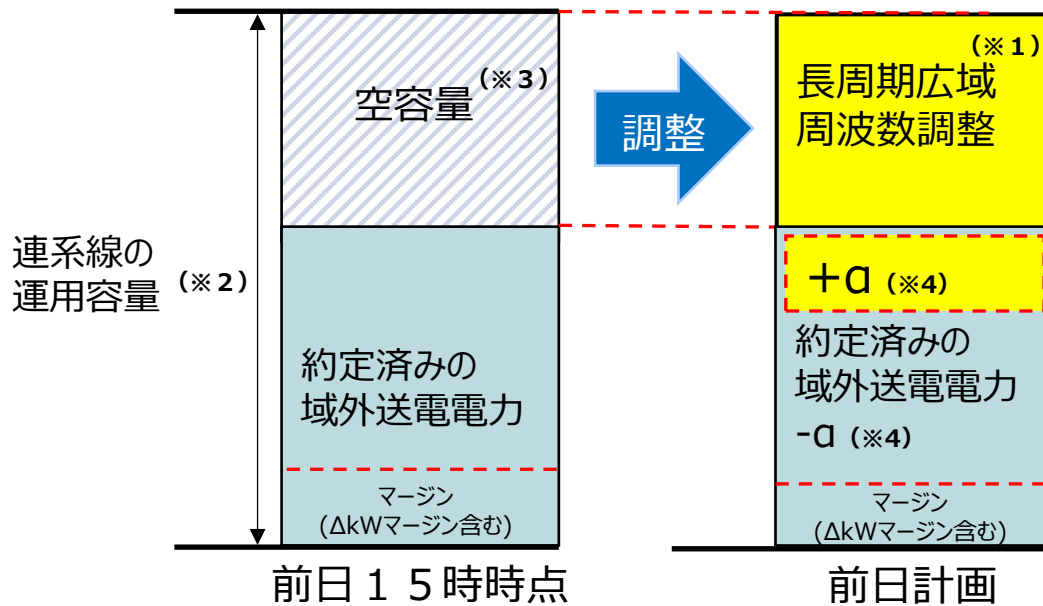 連系線の
運用容量 (※2)
空容量 (※3)
約定済みの
域外送電電力
マージン
(ΔkWマージン含む)
前日15時時点
調整
(※1)
長周期広域
周波数調整
+α (※4)
約定済みの
域外送電電力
-α (※4)
マージン
(ΔkWマージン含む)
前日計画